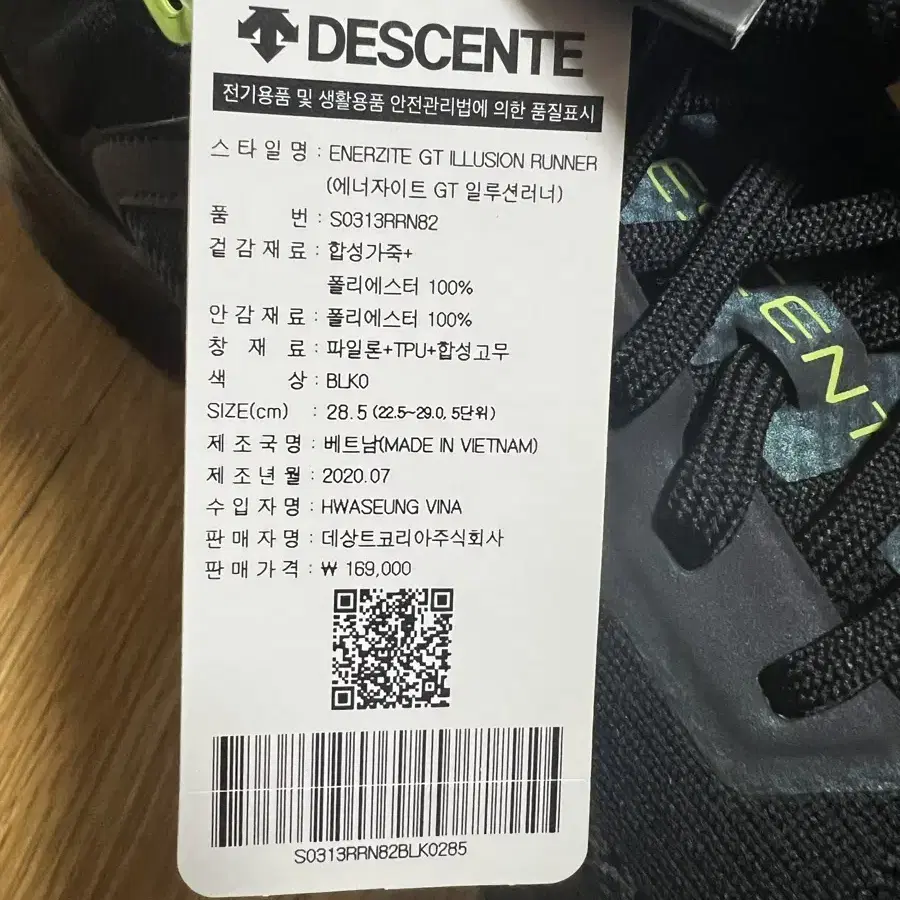 DESCENTE
전기용품 및 생활용품 안전관리법에 의한 품질표시
스타일명 : ENERZITE GT ILLUSION RUNNER
(에너자이트 GT 일루션러너)
품 번 : S0313RRN82
겉감재료 : 합성가죽+
폴리에스터 100%
안감재료 : 폴리에스터 100%
창 재 료 : 파일론+TPU+합성고무
색 상 : BLK0
SIZE(cm) : 28.5 (22.5~29.0, 5단위)
제조국명 : 베트남(MADE IN VIETNAM)
제조년월 : 2020.07
수입자명 : HWASEUNG VINA
판매자명 : 데상트코리아주식회사
판매가격 : ₩ 169,000
S0313RRN82BLK0285